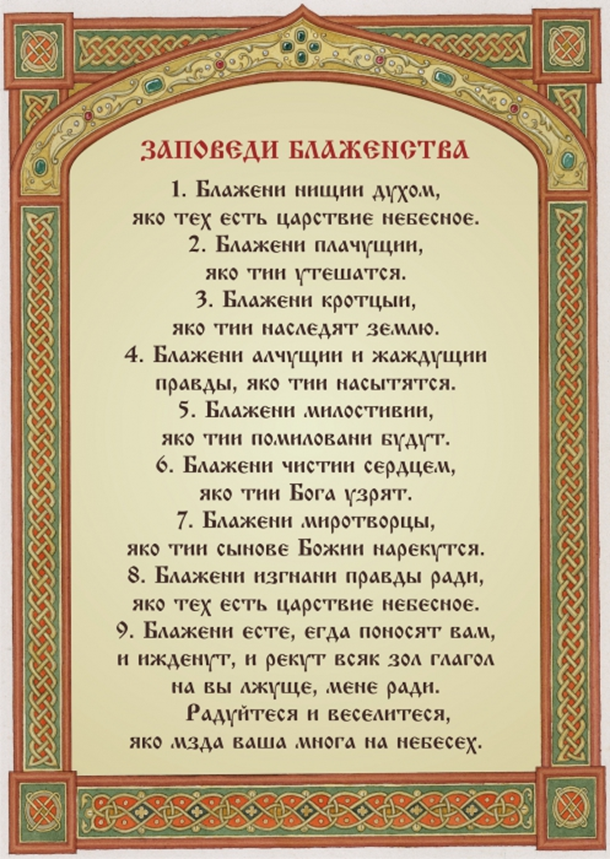 ЗАПОВЕДИ БЛАЖЕНСТВА
1. Блажени нищии духом,
яко тех есть царствие небесное.
2. Блажени плачущии,
яко тии утешатся.
3. Блажени кротцыи,
яко тии наследят землю.
4. Блажени алчущии и жаждущии
правды, яко тии насытятся.
5. Блажени милостивии,
яко тии помиловани будут.
6. Блажени чистии сердцем,
яко тии Бога узрят.
7. Блажени миротворцы,
яко тии сынове Божии нарекутся.
8. Блажени изгнани правды ради,
яко тех есть царствие небесное.
9. Блажени есте, егда поносят вам,
и ижденут, и рекут всяк зол глагол
на вы лжуще, мене ради.
Радуйтеся и веселитеся,
яко мзда ваша многа на небесех.